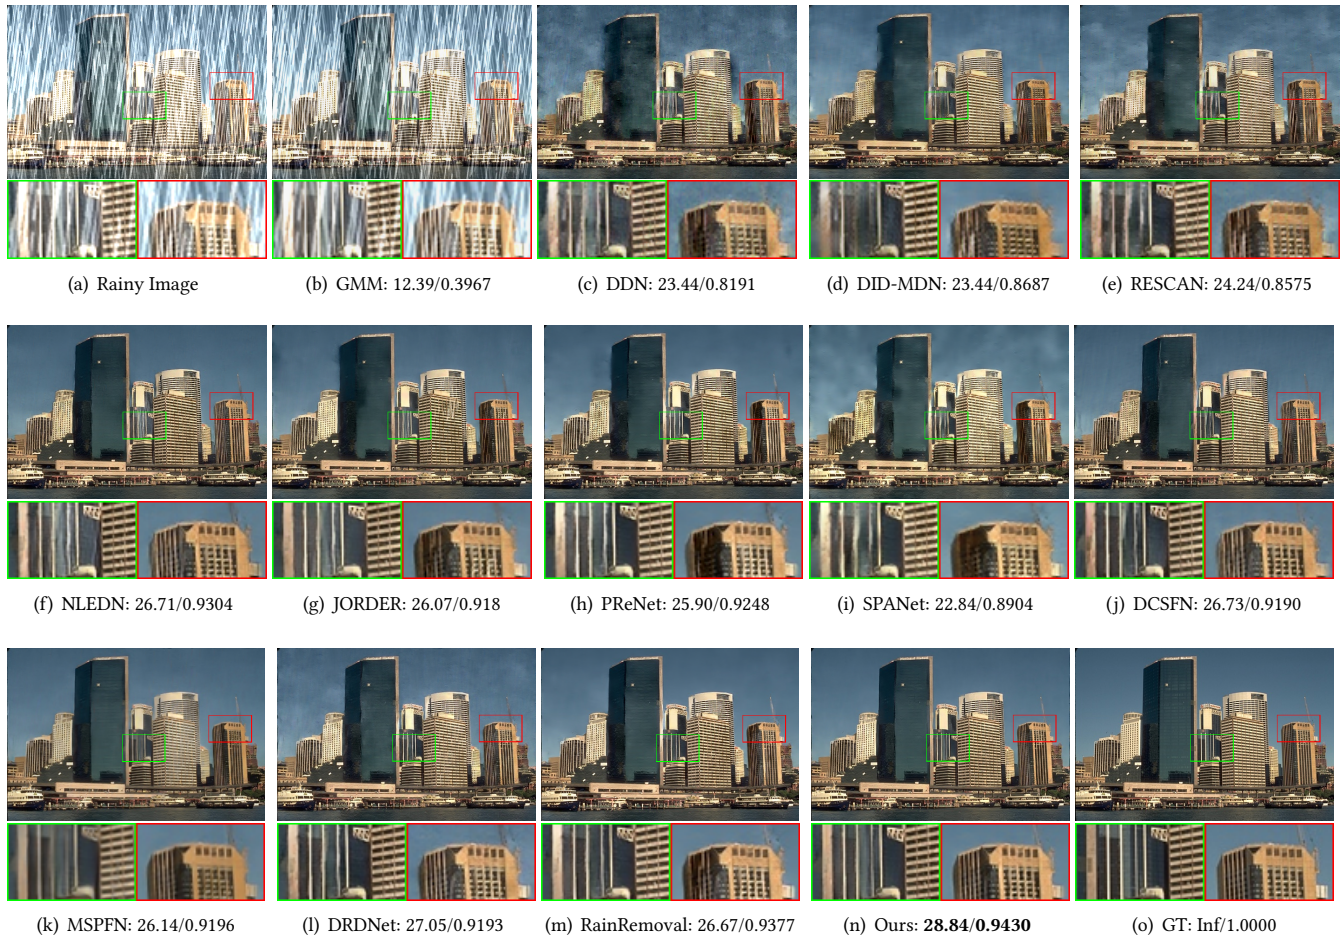 (a) Rainy Image
(b) GMM: 12.39/0.3967
(c) DDN: 23.44/0.8191
(d) DID-MDN: 23.44/0.8687
(e) RESCAN: 24.24/0.8575
(f) NLEDN: 26.71/0.9304
(g) JORDER: 26.07/0.918
(h) PReNet: 25.90/0.9248
(i) SPANet: 22.84/0.8904
(j) DCSFN: 26.73/0.9190
(k) MSPFN: 26.14/0.9196
(l) DRDNet: 27.05/0.9193
(m) RainRemoval: 26.67/0.9377
(n) Ours: 28.84/0.9430
(o) GT: Inf/1.0000